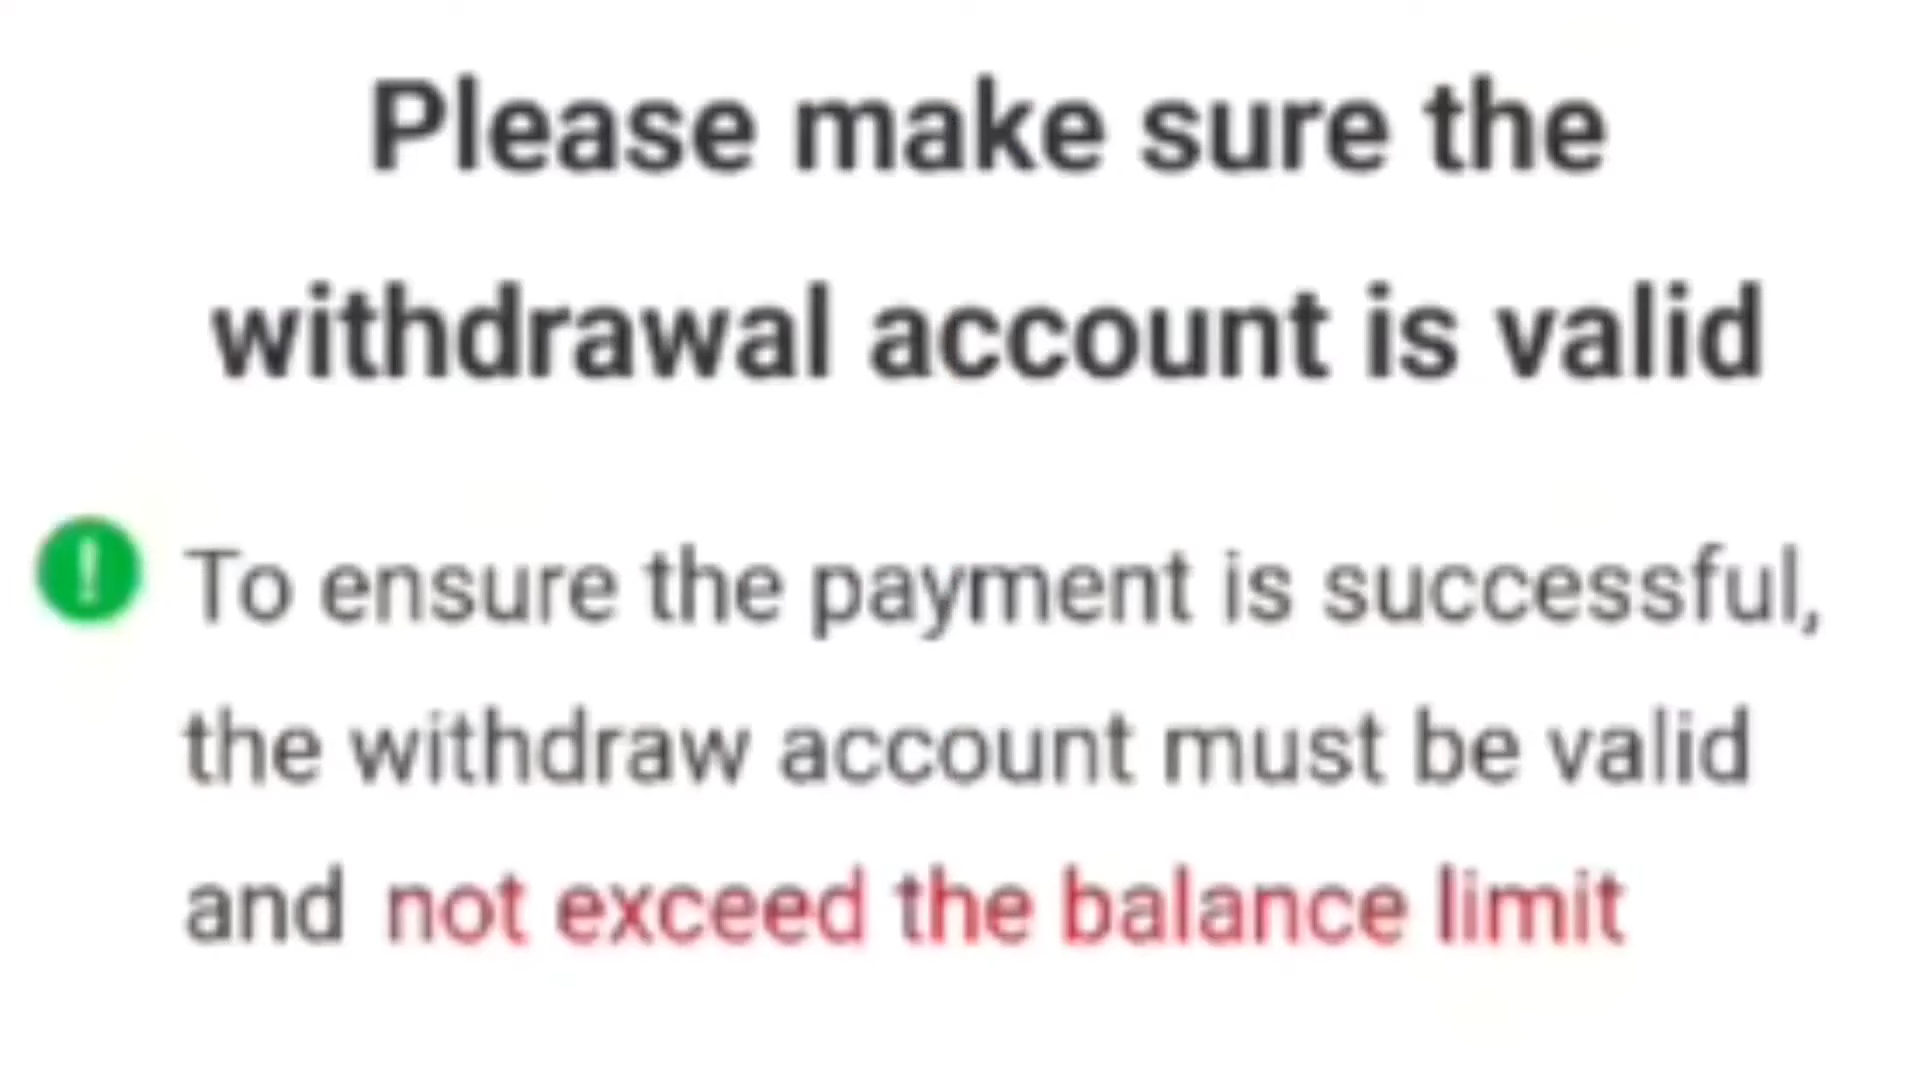 Please make sure the
withdrawal account is valid
To ensure the payment is successful,
the withdraw account must be valid
and not exceed the balance limit